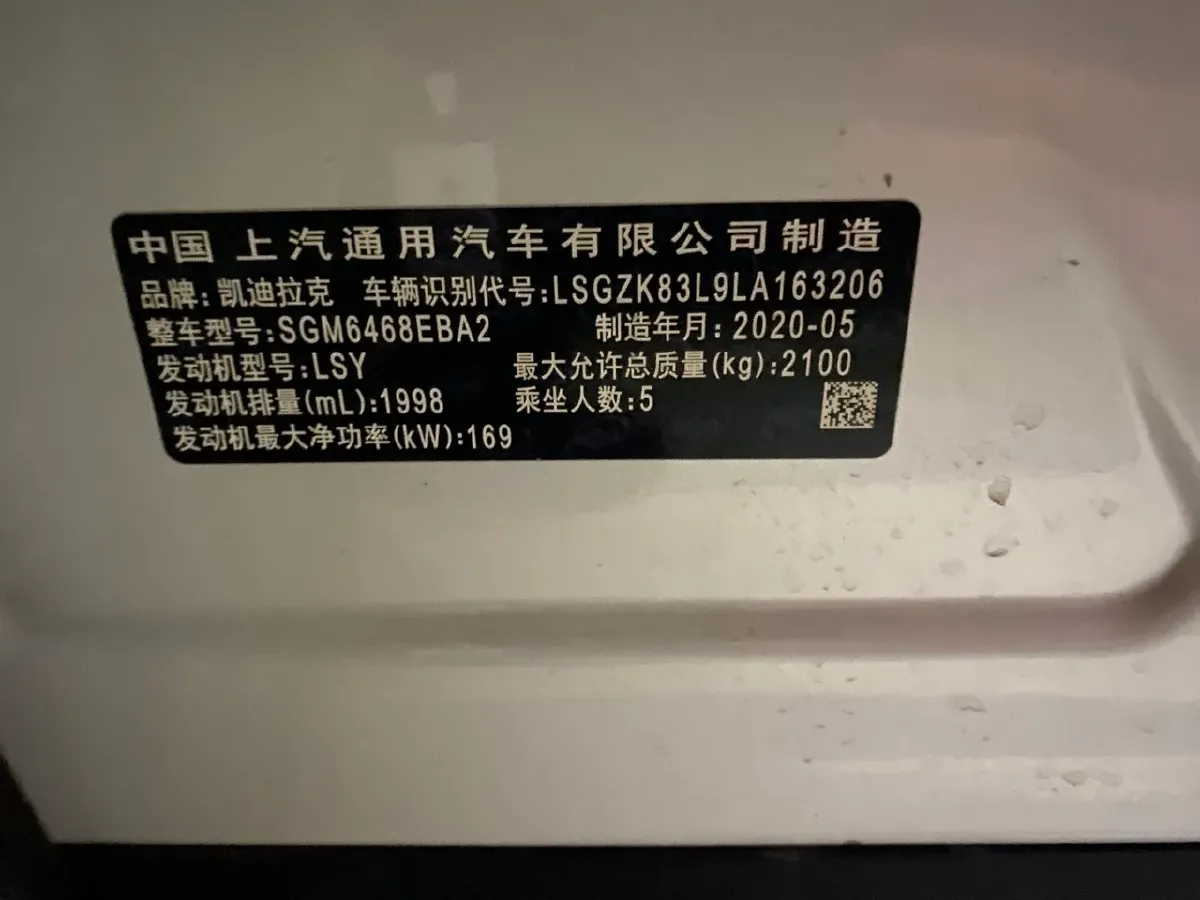 中国 上汽通用汽车有限公司制造
品牌:凯迪拉克 车辆识别代号:LSGZK83L9LA163206
整车型号:SGM6468EBA2 制造年月:2020-05
发动机型号:LSY 最大允许总质量(kg):2100
发动机排量(mL):1998 乘坐人数:5
发动机最大净功率(kW):169